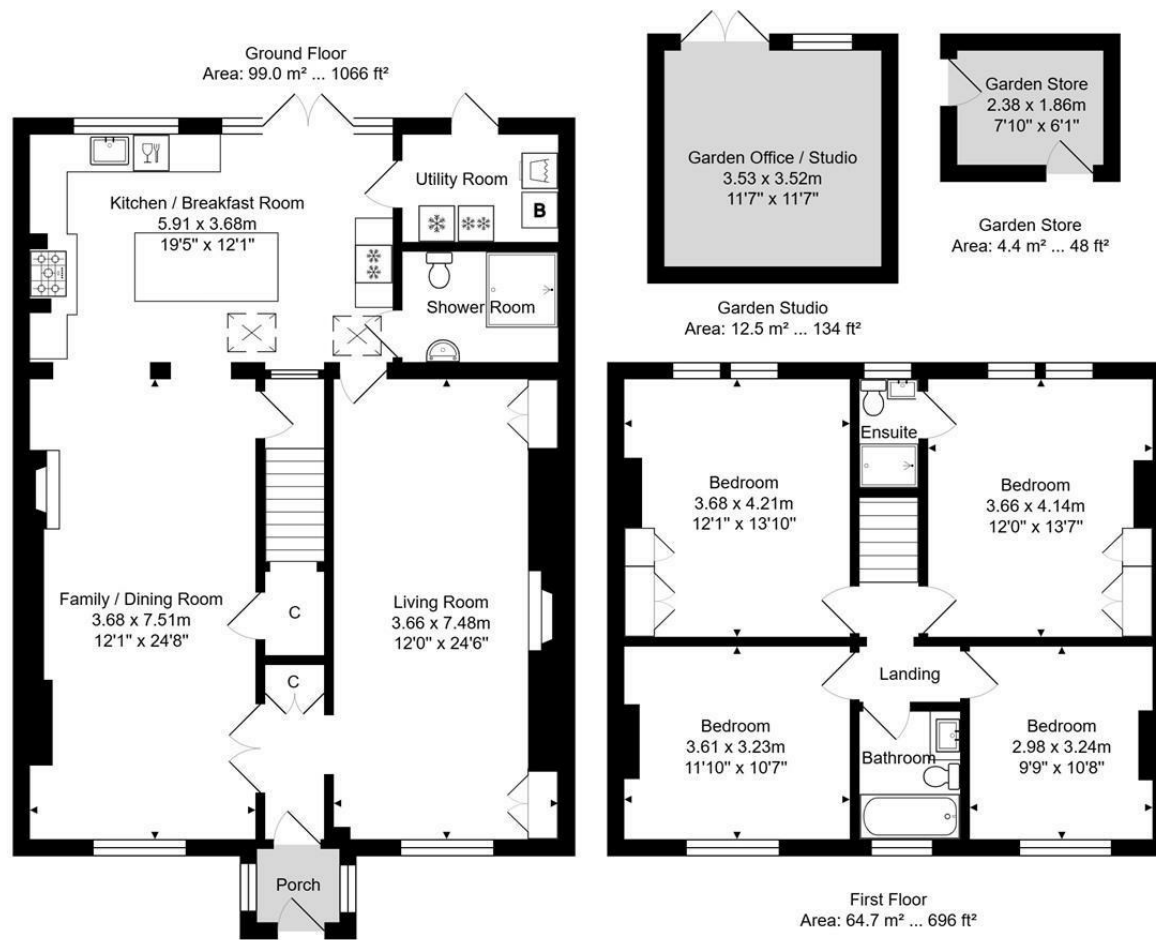 Ground Floor
Area: 99.0 m² ... 1066 ft²
Kitchen / Breakfast Room
5.91 x 3.68m
19'5" x 12'1"
Utility Room
B
Shower Room
Family / Dining Room
3.68 x 7.51m
12'1" x 24'8"
C
Living Room
3.66 x 7.48m
12'0" x 24'6"
C
Porch
Garden Office / Studio
3.53 x 3.52m
11'7" x 11'7"
Garden Studio
Area: 12.5 m² ... 134 ft²
Garden Store
2.38 x 1.86m
7'10" x 6'1"
Garden Store
Area: 4.4 m² ... 48 ft²
Bedroom
3.68 x 4.21m
12'1" x 13'10"
Ensuite
Bedroom
3.66 x 4.14m
12'0" x 13'7"
Landing
Bedroom
3.61 x 3.23m
11'10" x 10'7"
Bathroom
Bedroom
2.98 x 3.24m
9'9" x 10'8"
First Floor
Area: 64.7 m² ... 696 ft²